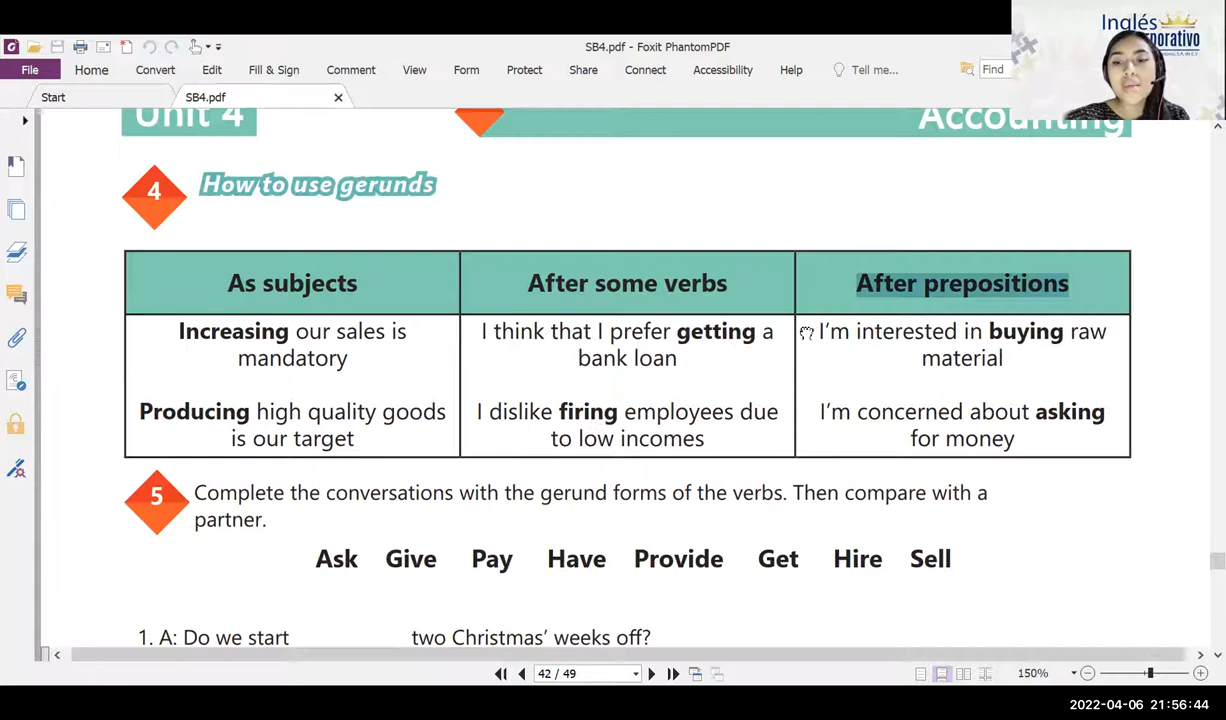 Inglés
SB4.pdf - Foxit PhantomPDF
File Home Convert Edit Fill & Sign Comment View Form Protect Share Connect Accessibility Help Tell me... Find
Start SB4.pdf
Unit 4 Accounting
4 How to use gerunds
As subjects After some verbs After prepositions
Increasing our sales is mandatory
Producing high quality goods is our target
I think that I prefer getting a bank loan
I dislike firing employees due to low incomes
I'm interested in buying raw material
I'm concerned about asking for money
5 Complete the conversations with the gerund forms of the verbs. Then compare with a
partner.
Ask Give Pay Have Provide Get Hire Sell
1. A: Do we start two Christmas' weeks off?
42 / 49 150%
2022-04-06 21:56:44